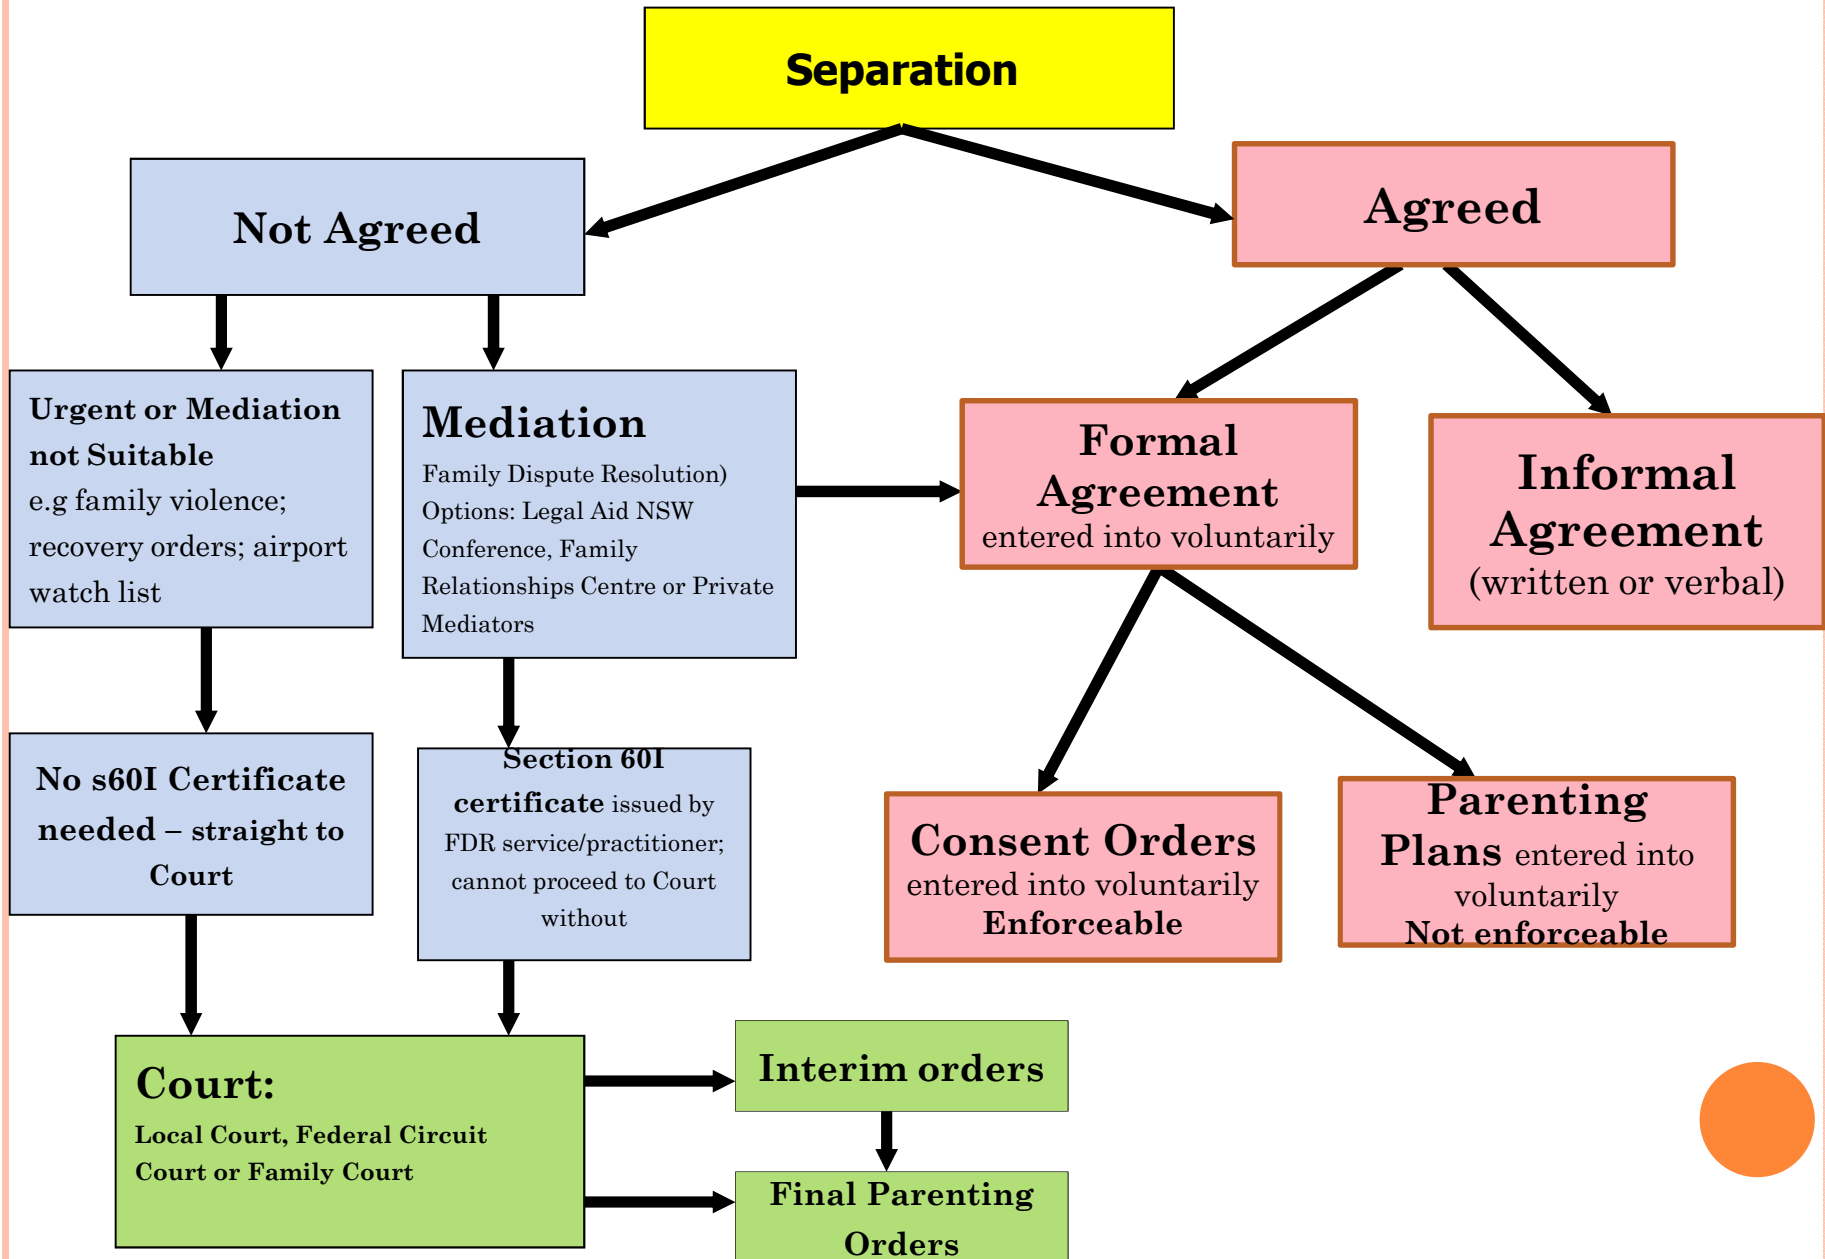 Separation
Not Agreed
Agreed
Urgent or Mediation
not Suitable
e.g family violence;
recovery orders; airport
watch list
Mediation
Family Dispute Resolution)
Options: Legal Aid NSW
Conference, Family
Relationships Centre or Private
Mediators
Formal
Agreement
entered into voluntarily
Informal
Agreement
(written or verbal)
No s60I Certificate
needed – straight to
Court
Section 60I
certificate issued by
FDR service/practitioner;
cannot proceed to Court
without
Consent Orders
entered into voluntarily
Enforceable
Parenting
Plans entered into
voluntarily
Not enforceable
Court:
Local Court, Federal Circuit
Court or Family Court
Interim orders
Final Parenting
Orders